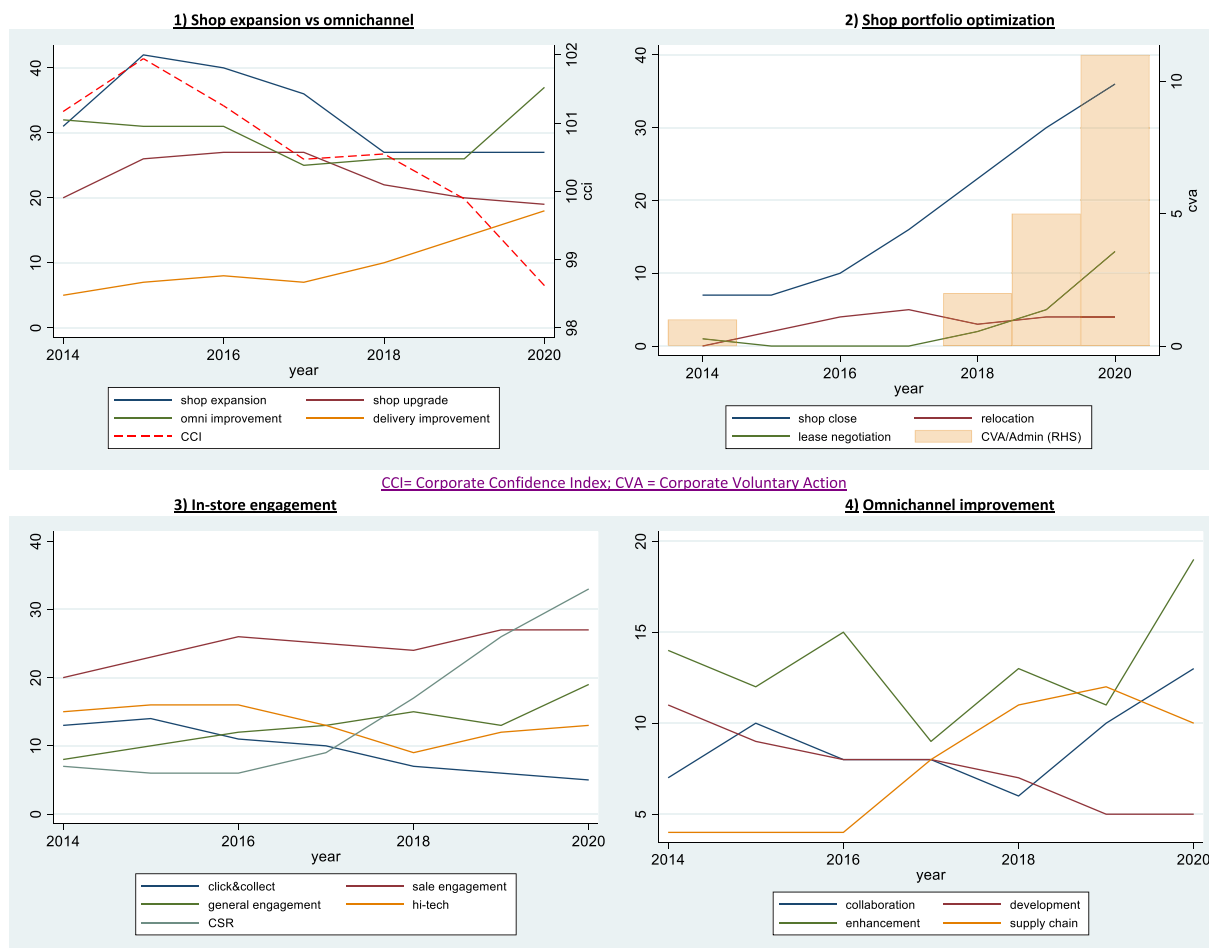 1) Shop expansion vs omnichannel
40
30
20
10
0
102
101
100
99
98
cci
2014 2016 2018 2020
year
shop expansion shop upgrade
omni improvement delivery improvement
CCI
2) Shop portfolio optimization
40
30
20
10
0
10
5
0
cva
2014 2016 2018 2020
year
shop close relocation
lease negotiation CVA/Admin (RHS)
CCI= Corporate Confidence Index; CVA = Corporate Voluntary Action
3) In-store engagement
40
30
20
10
0
2014 2016 2018 2020
year
click&collect sale engagement
general engagement hi-tech
CSR
4) Omnichannel improvement
20
15
10
5
2014 2016 2018 2020
year
collaboration development
enhancement supply chain